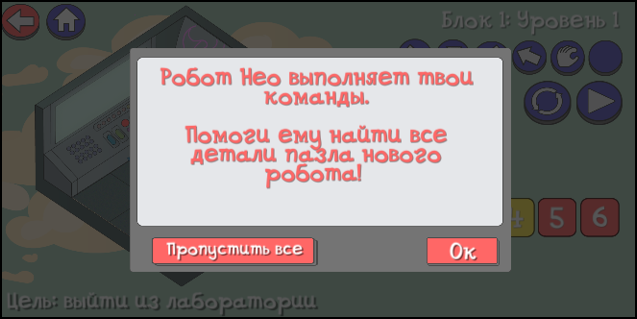 Блок 1: Уровень 1
Робот Нео выполняет твои
команды.
Помоги ему найти все
детали пазла нового
робота!
4 5 6
Пропустить все
Ок
Цель: выйти из лаборатории